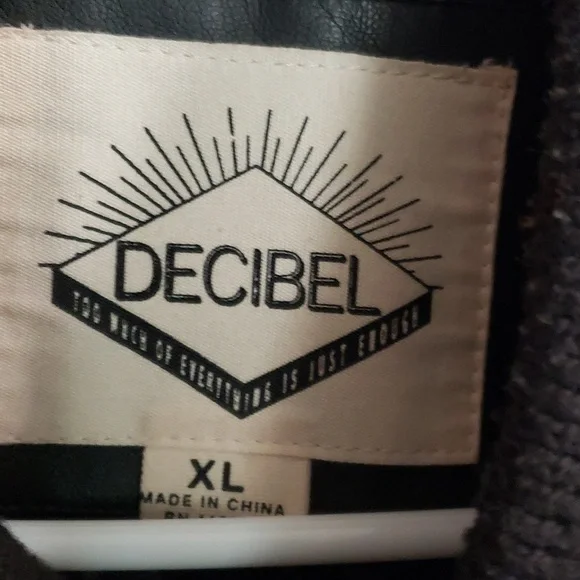 DECIBEL
TOO MUCH OF EVERYTHING IS JUST ENOUGH
XL
MADE IN CHINA